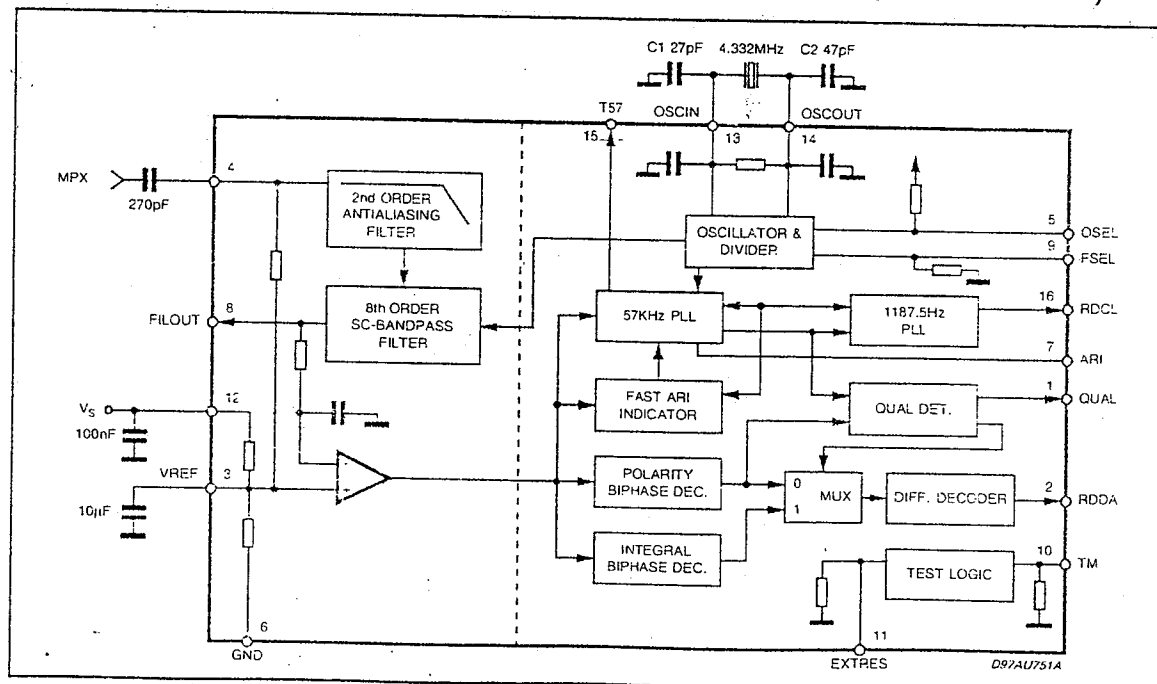 C1 27pF 4.332MHz C2 47pF
T57 OSCIN OSCOUT
15 13 14
MPX
270pF
4
2nd ORDER
ANTIALIASING
FILTER
OSCILLATOR &
DIVIDER
5
OSEL
9
FSEL
FILOUT
8
8th ORDER
SC-BANDPASS
FILTER
57KHz PLL
1187.5Hz
PLL
16
RDCL
7
ARI
VS
12
100nF
FAST ARI
INDICATOR
QUAL DET.
1
QUAL
VREF
3
10µF
-
+
POLARITY
BIPHASE DEC.
0
MUX
1
DIFF. DECODER
2
RDDA
INTEGRAL
BIPHASE DEC.
TEST LOGIC
10
TM
6
GND
11
EXTRES
D97AU751A